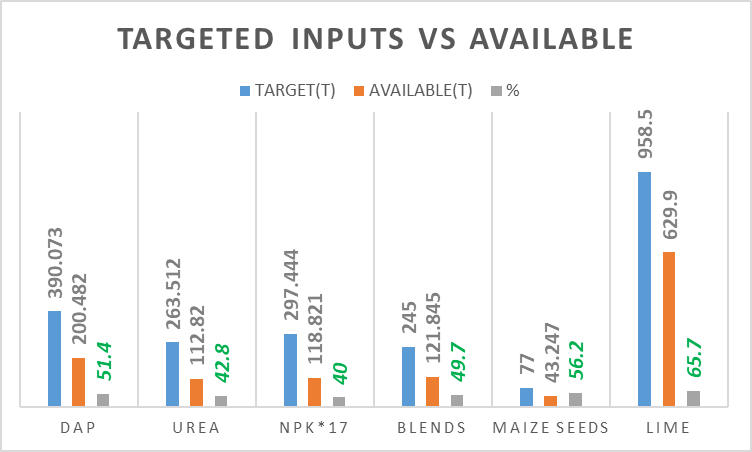 TARGETED INPUTS VS AVAILABLE
TARGET(T) AVAILABLE(T) %
390.073 200.482 51.4
263.512 112.82 42.8
297.444 118.821 40
245 121.845 49.7
77 43.247 56.2
958.5 629.9 65.7
DAP UREA NPK*17 BLENDS MAIZE SEEDS LIME